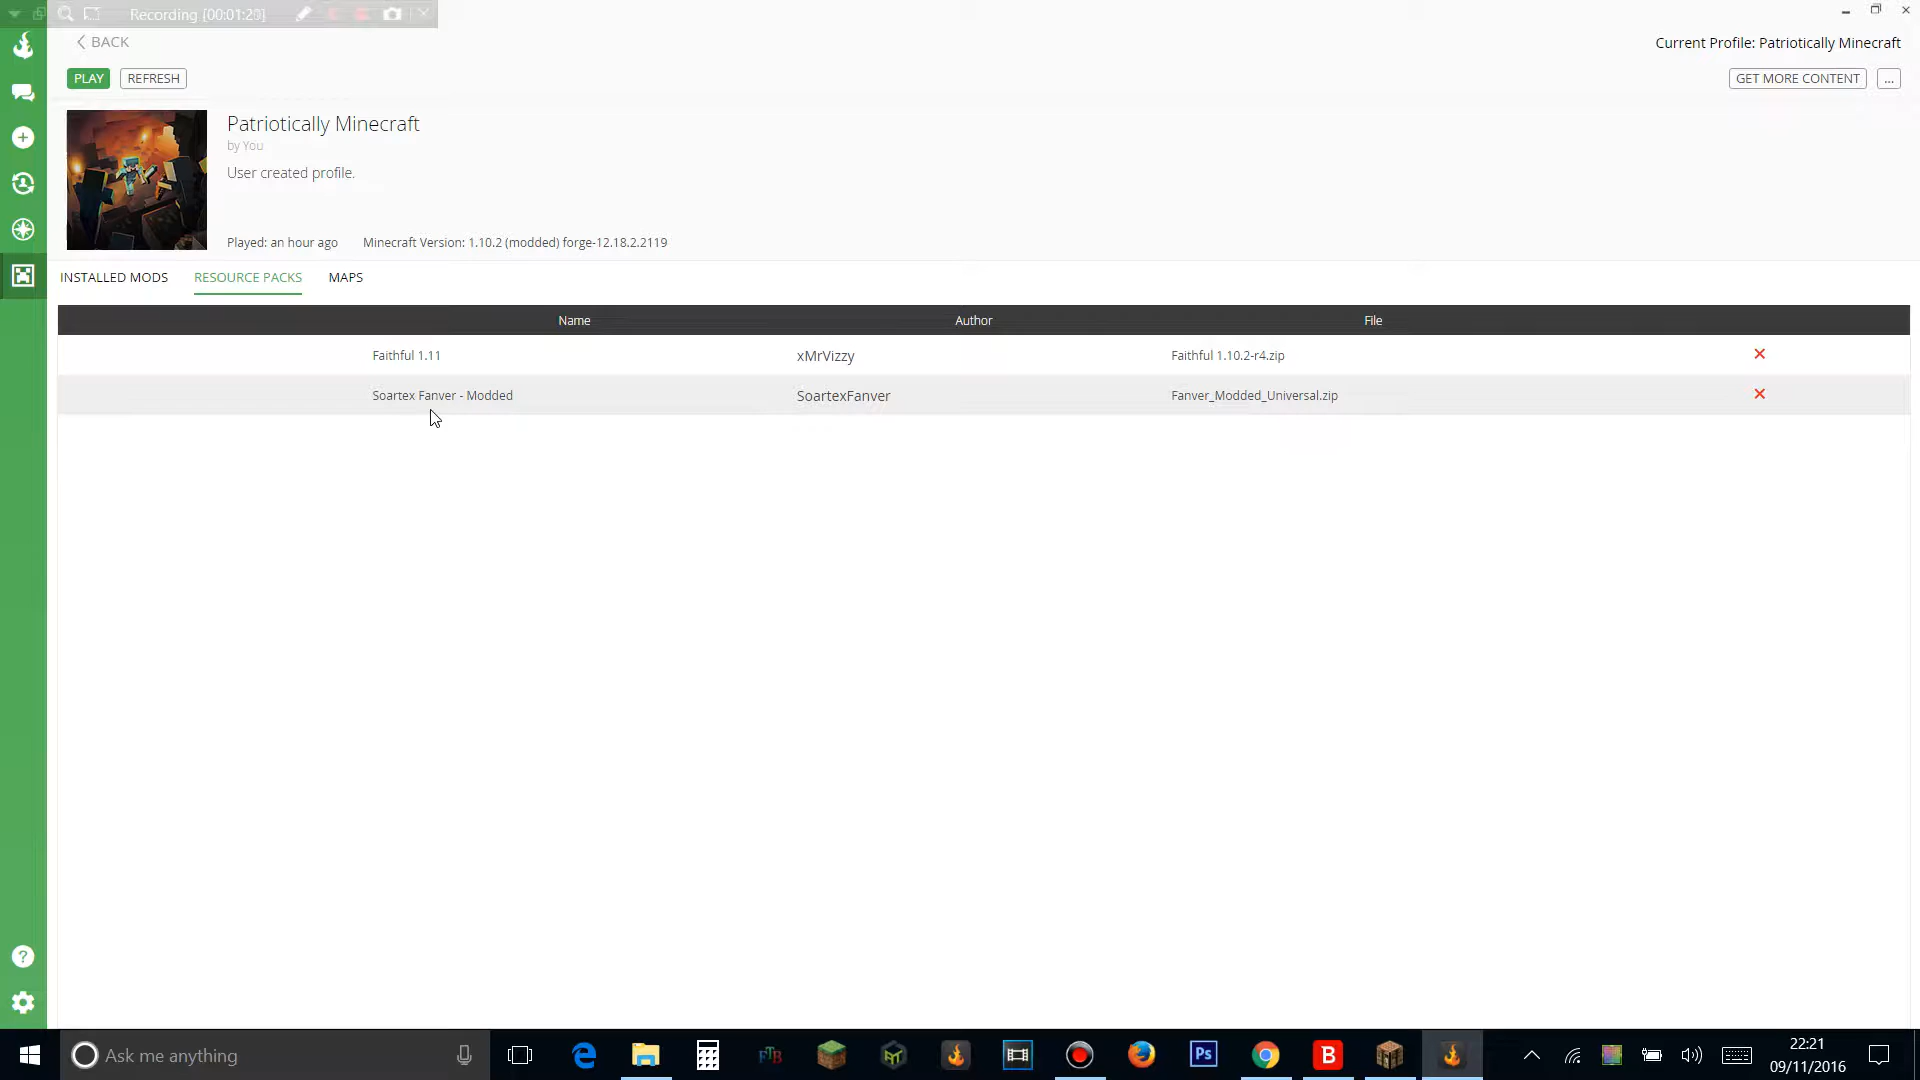 Recording [00:01:20]
BACK
Current Profile: Patriotically Minecraft
PLAY
REFRESH
GET MORE CONTENT
...
Patriotically Minecraft
by You
User created profile.
Played: an hour ago
Minecraft Version: 1.10.2 (modded) forge-12.18.2.2119
INSTALLED MODS
RESOURCE PACKS
MAPS
Name
Author
File
Faithful 1.11
xMrVizzy
Faithful 1.10.2-r4.zip
Soartex Fanver - Modded
SoartexFanver
Fanver_Modded_Universal.zip
Ask me anything
FTB
Ps
B
22:21
09/11/2016